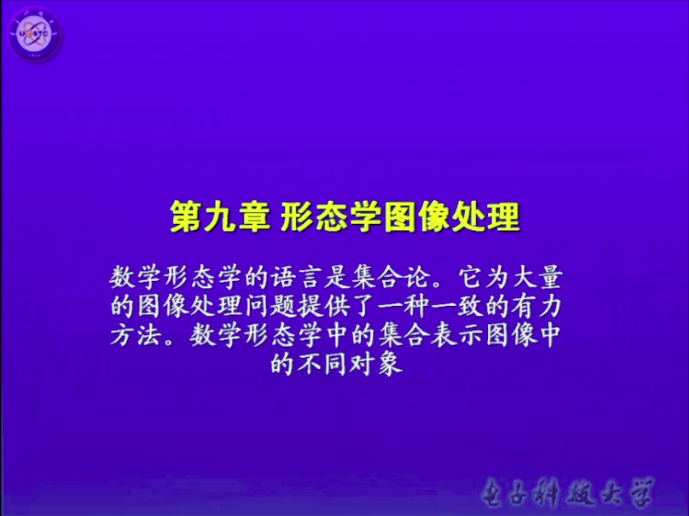 第九章 形态学图像处理
数学形态学的语言是集合论。它为大量
的图像处理问题提供了一种一致的有力
方法。数学形态学中的集合表示图像中
的不同对象
电子科技大学